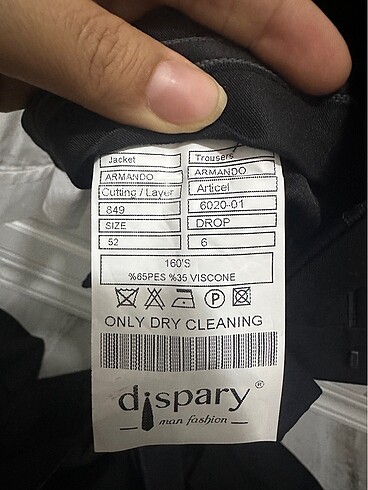 Jacket Trousers
ARMANDO ARMANDO
Cutting / Layer Articel
849 6020-01
SIZE DROP
52 6
160'S
%65PES %35 VISCONE
P
ONLY DRY CLEANING
dispary ®
man fashion